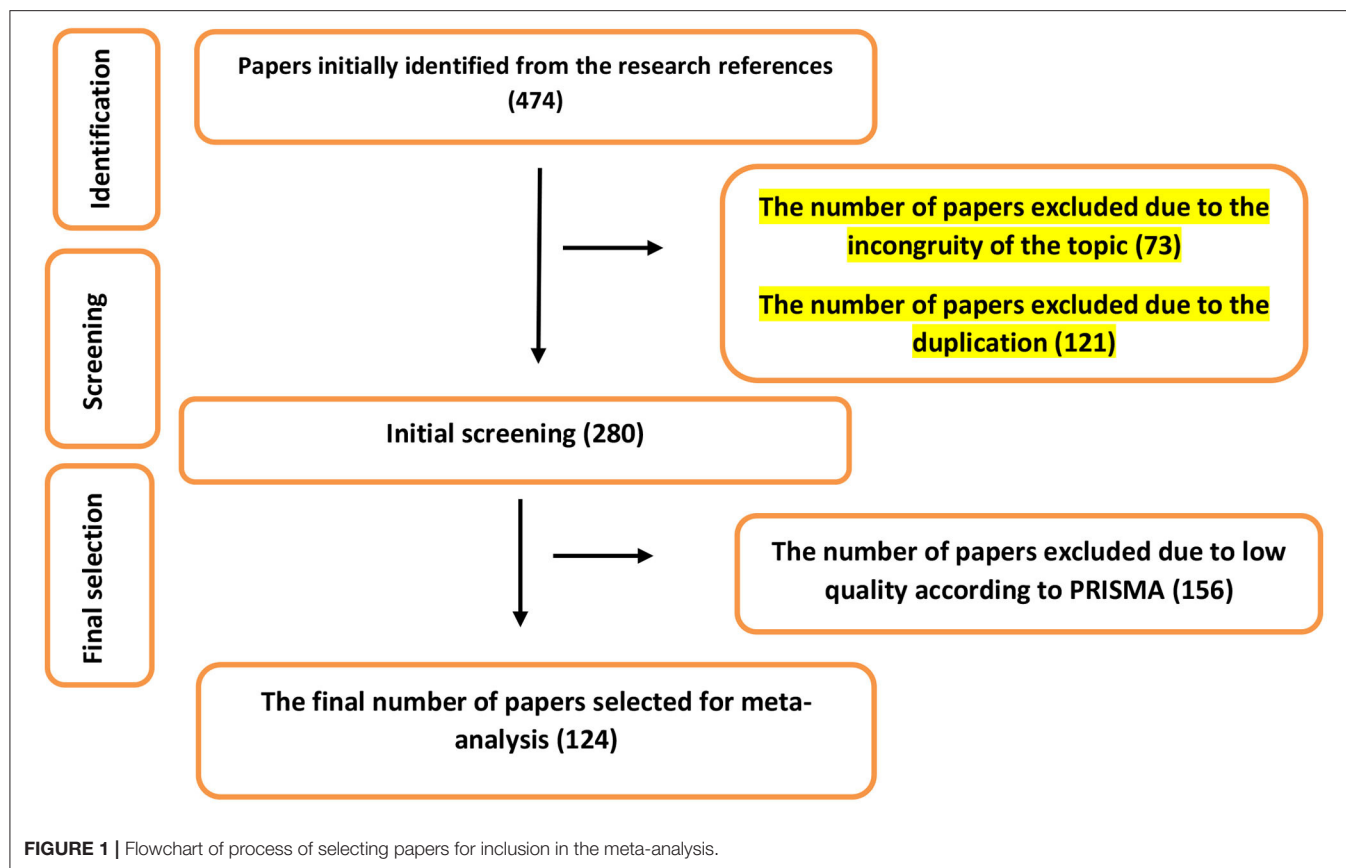 Identification
Papers initially identified from the research references
(474)
The number of papers excluded due to the
incongruity of the topic (73)
The number of papers excluded due to the
duplication (121)
Screening
Initial screening (280)
Final selection
The number of papers excluded due to low
quality according to PRISMA (156)
The final number of papers selected for meta-
analysis (124)
FIGURE 1 | Flowchart of process of selecting papers for inclusion in the meta-analysis.